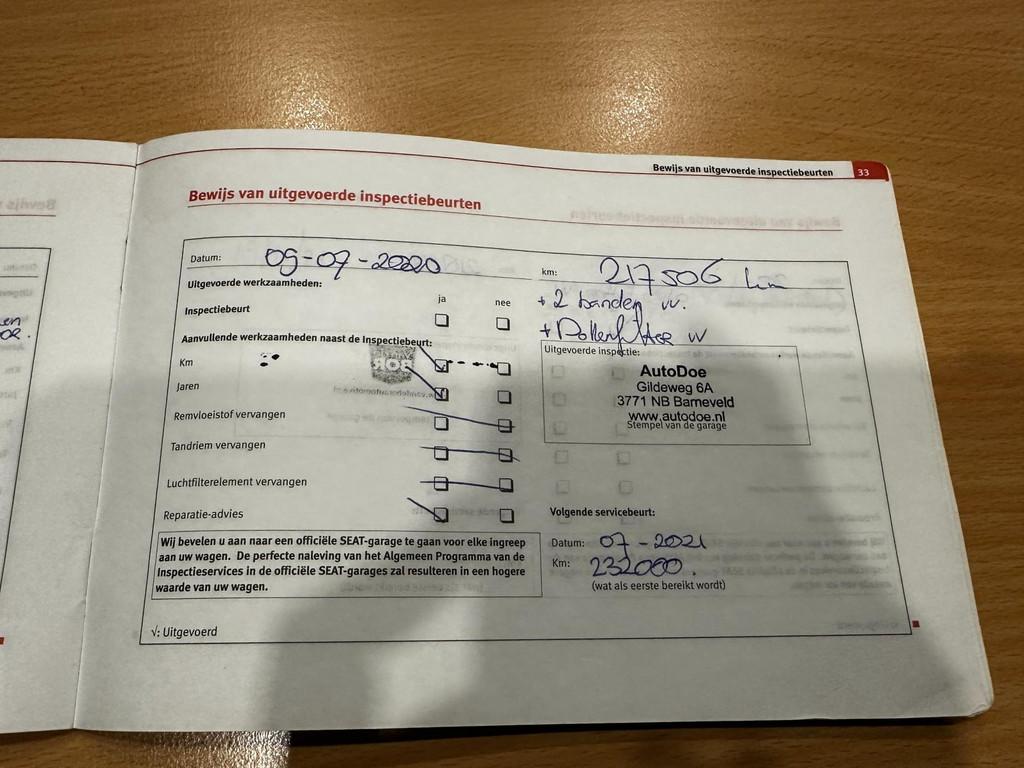 Bewijs van uitgevoerde inspectiebeurten 33
Bewijs van uitgevoerde inspectiebeurten
Datum: 09-07-2020 km: 217506 km
Uitgevoerde werkzaamheden:
+ 2 banden vv.
ja nee
Inspectiebeurt
+ Pollenfilter vv
Aanvullende werkzaamheden naast de Inspectiebeurt:
Uitgevoerde inspectie:
Km
Jaren
Remvloeistof vervangen
Tandriem vervangen
Luchtfilterelement vervangen
Reparatie-advies
AutoDoe
Gildeweg 6A
3771 NB Barneveld
www.autodoe.nl
Stempel van de garage
Volgende servicebeurt:
Datum: 07-2021
Km: 232000.
(wat als eerste bereikt wordt)
Wij bevelen u aan naar een officiële SEAT-garage te gaan voor elke ingreep
aan uw wagen. De perfecte naleving van het Algemeen Programma van de
Inspectieservices in de officiële SEAT-garages zal resulteren in een hogere
waarde van uw wagen.
√: Uitgevoerd